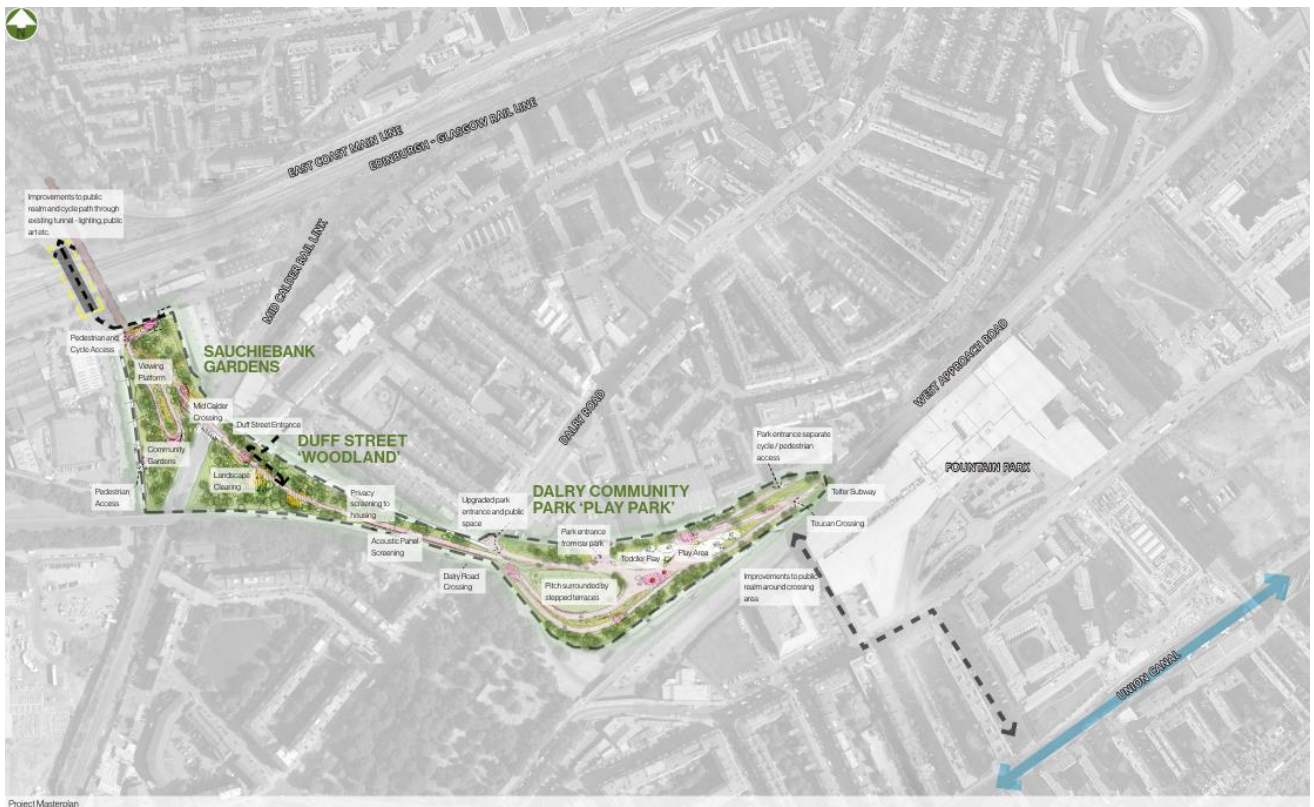 N
EAST COAST MAIN LINE
EDINBURGH - GLASGOW RAIL LINE
Improvements to public
realm and cycle path through
existing tunnel - lighting, public
art etc.
MID CALDER RAIL LINK
Pedestrian and
Cycle Access
SAUCHIEBANK
GARDENS
Viewing
Platform
Mid Calder
Crossing
Duff Street Entrance
DUFF STREET
'WOODLAND'
Community
Gardens
Landscape
Clearing
Pedestrian
Access
Privacy
screening to
housing
Acoustic Panel
Screening
DALRY ROAD
WEST APPROACH ROAD
Upgraded park
entrance and public
space
DALRY COMMUNITY
PARK 'PLAY PARK'
Park entrance separate
cycle / pedestrian
access
FOUNTAIN PARK
Telfer Subway
Toucan Crossing
Park entrance
from car park
Toddler Play
Play Area
Dalry Road
Crossing
Pitch surrounded by
stepped terraces
Improvements to public
realm around crossing
area
UNION CANAL
Project Masterplan